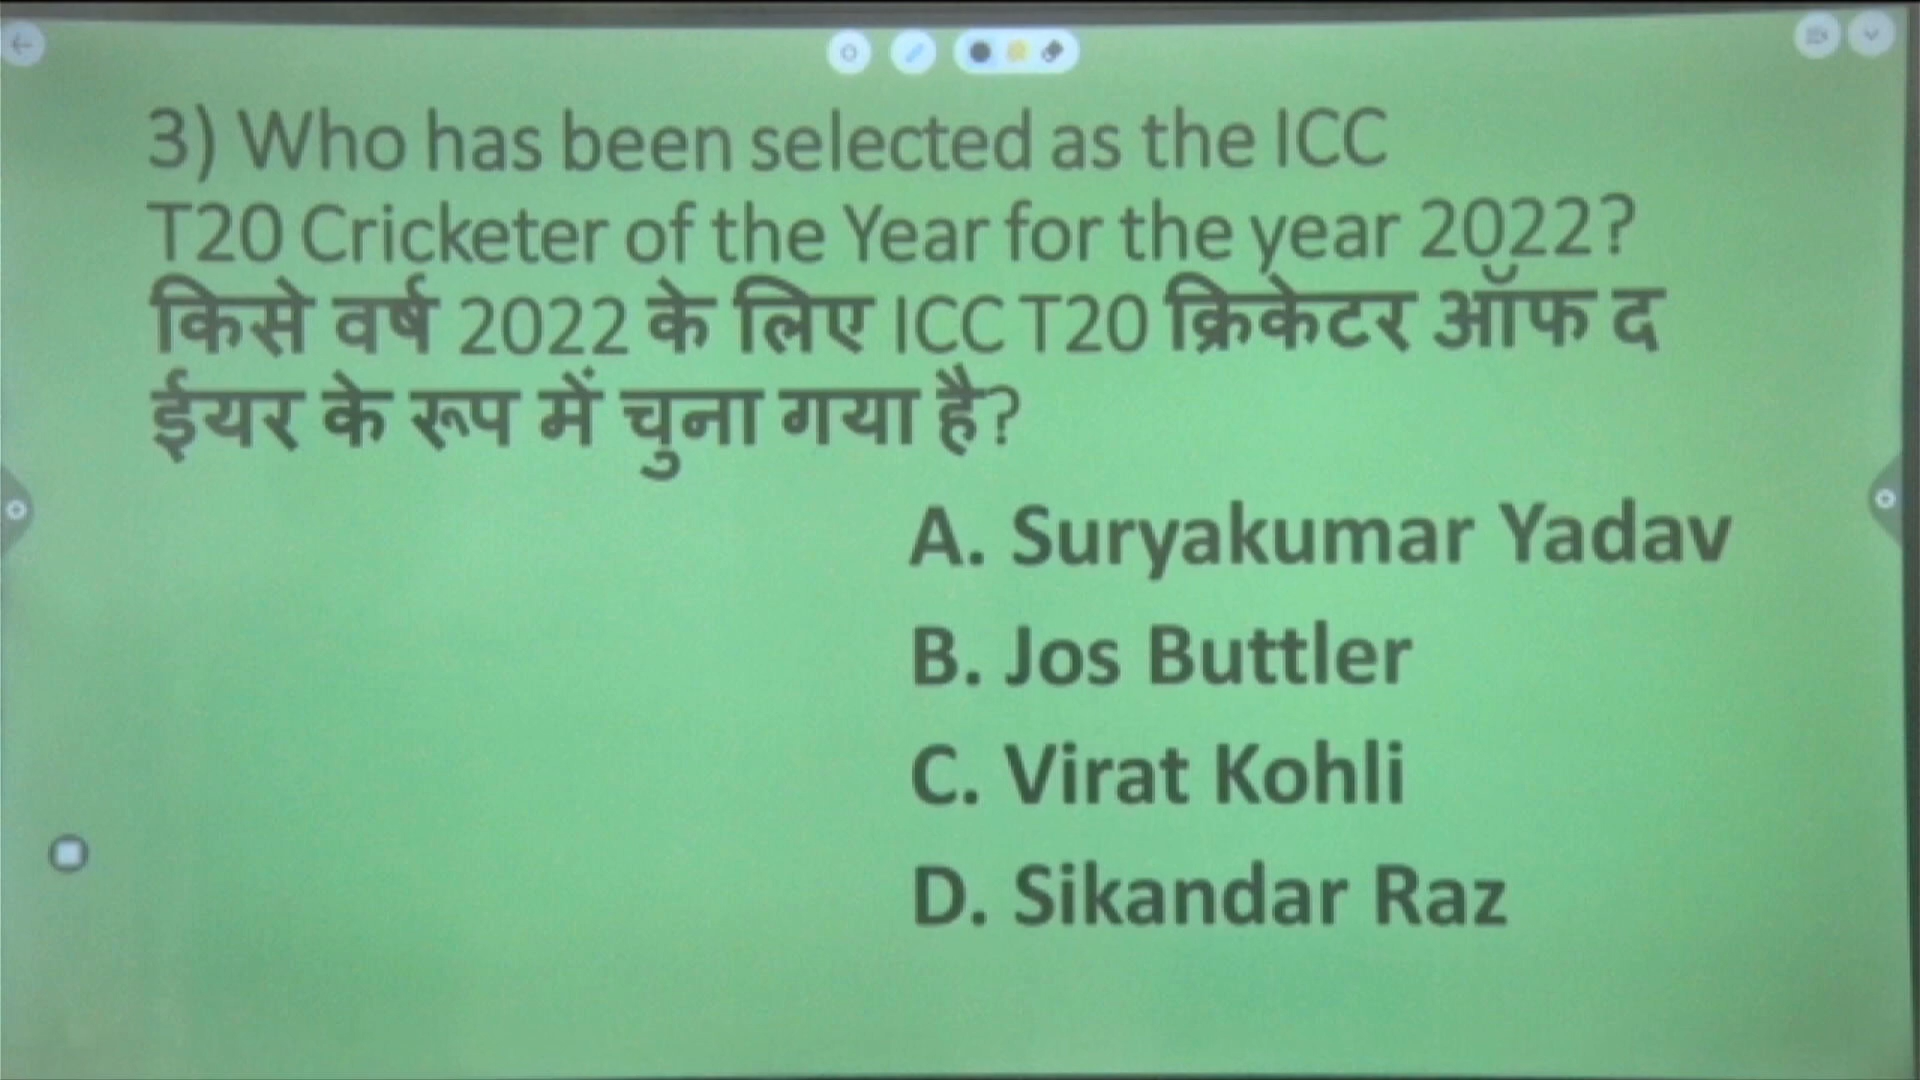 3) Who has been selected as the ICC
T20 Cricketer of the Year for the year 2022?
किसे वर्ष 2022 के लिए ICC T20 क्रिकेटर ऑफ द
ईयर के रूप में चुना गया है?
A. Suryakumar Yadav
B. Jos Buttler
C. Virat Kohli
D. Sikandar Raz